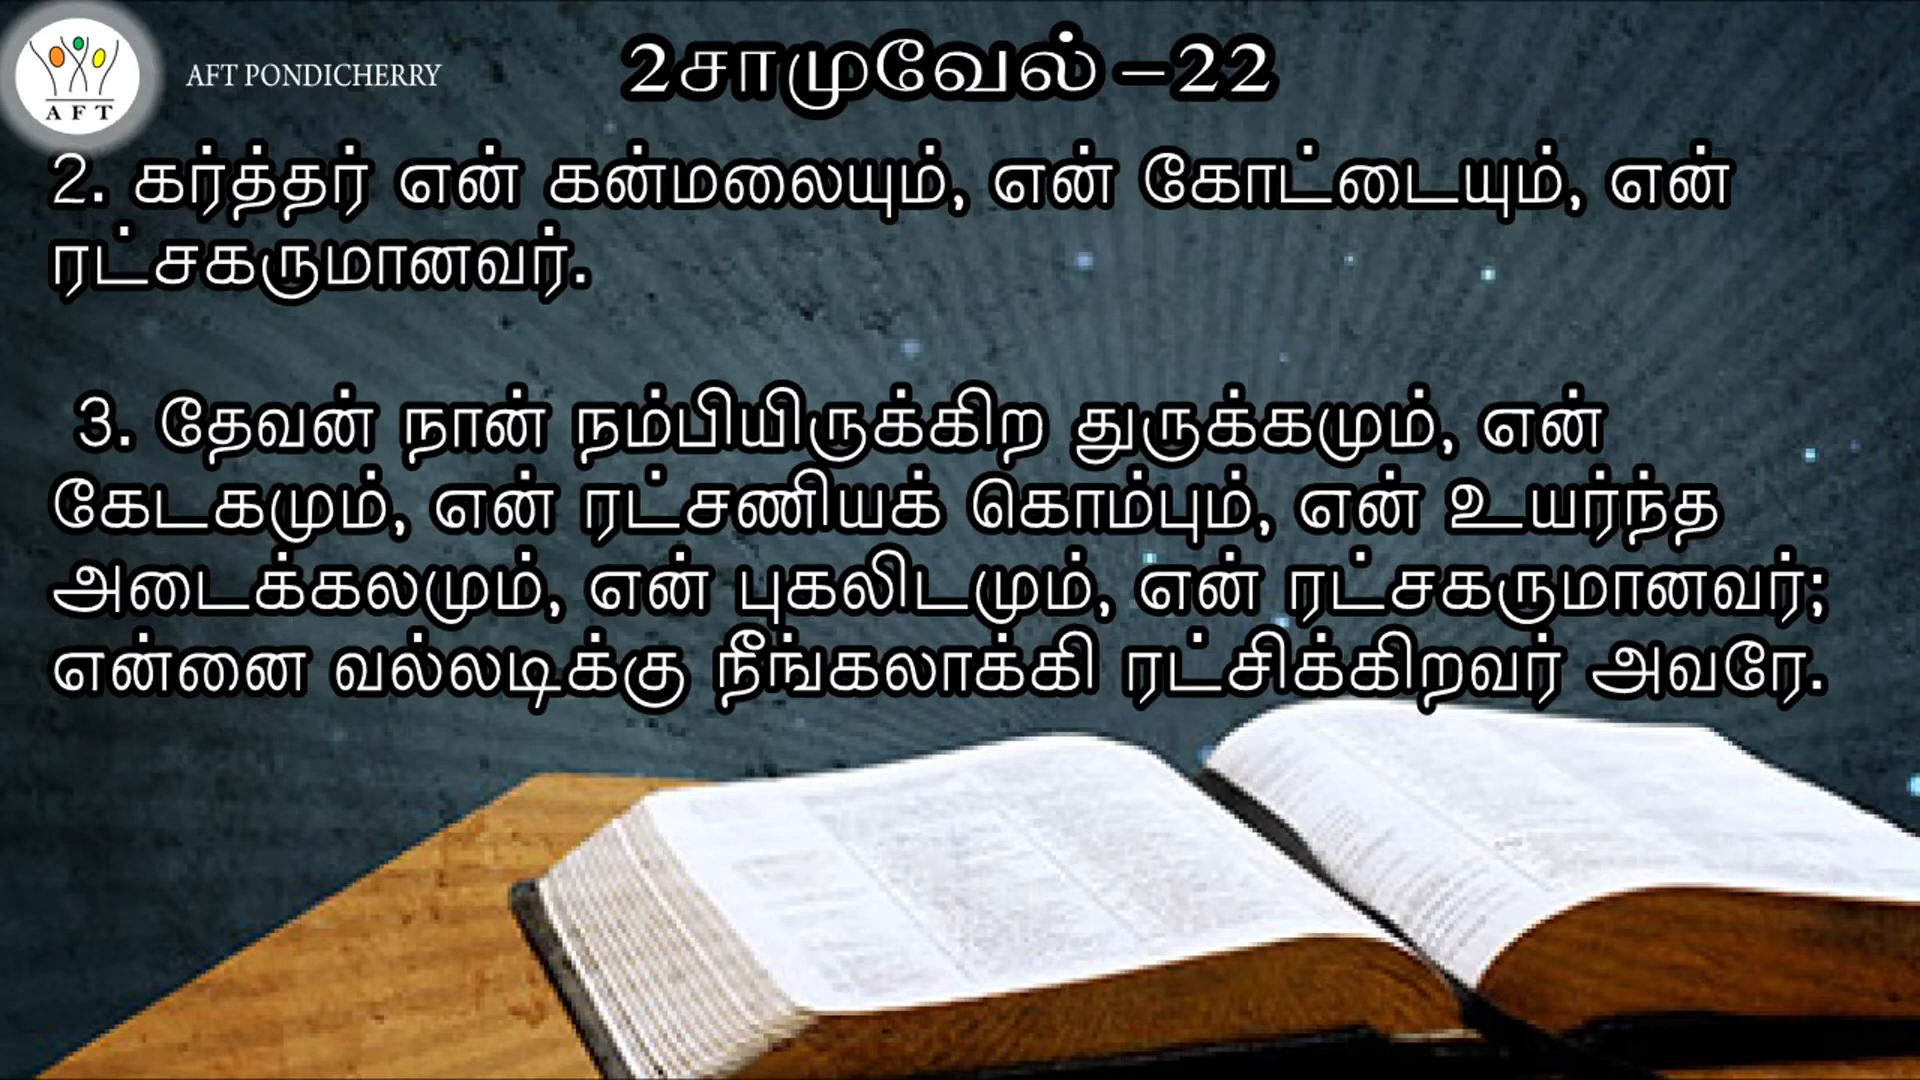 A F T
AFT PONDICHERRY
2சாமுவேல் – 22
2. கர்த்தர் என் கன்மலையும், என் கோட்டையும், என்
ரட்சகருமானவர்.
3. தேவன் நான் நம்பியிருக்கிற துருக்கமும், என்
கேடகமும், என் ரட்சணியக் கொம்பும், என் உயர்ந்த
அடைக்கலமும், என் புகலிடமும், என் ரட்சகருமானவர்;
என்னை வல்லடிக்கு நீங்கலாக்கி ரட்சிக்கிறவர் அவரே.